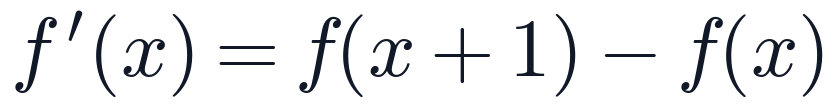 f′(x) = f(x + 1) − f(x)